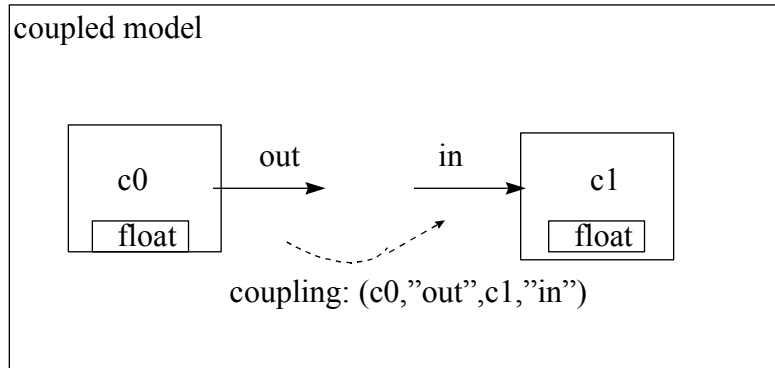 coupled model
out
in
c0
c1
float
float
coupling: (c0,”out”,c1,”in”)